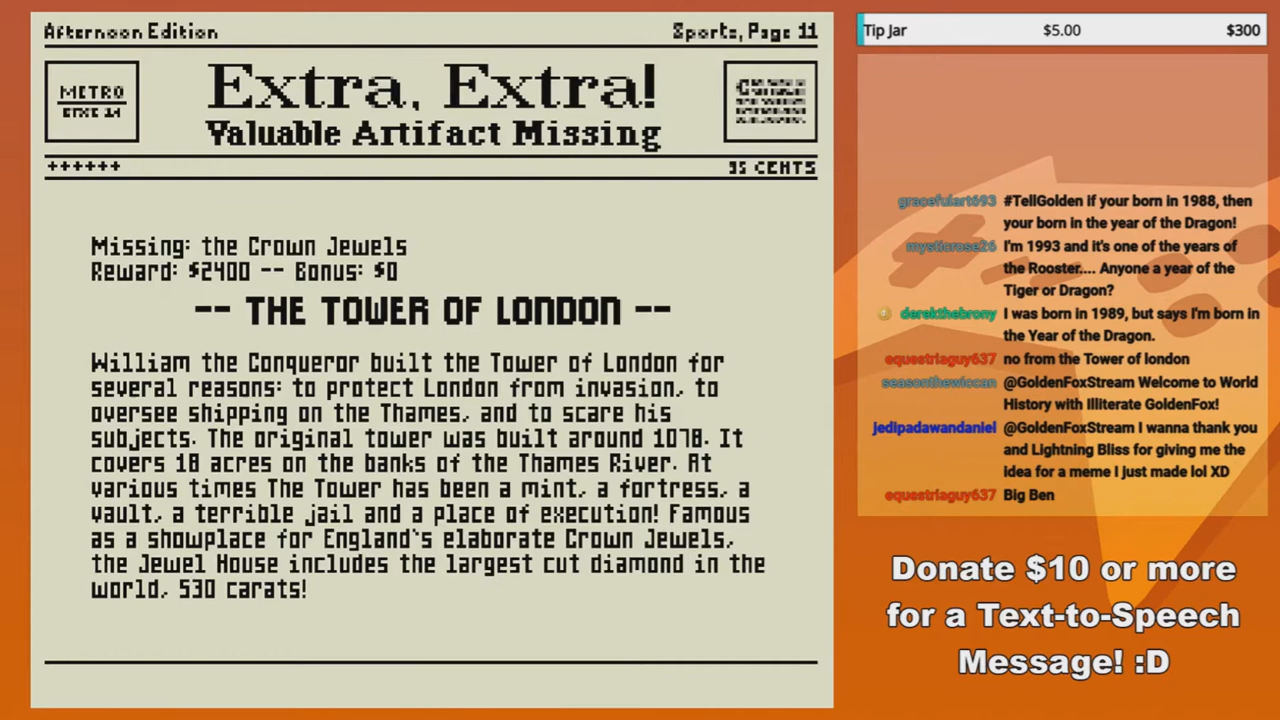 Afternoon Edition
Sports, Page 11
METRO
Extra, Extra!
Valuable Artifact Missing
++++++
35 CENTS
Missing: the Crown Jewels
Reward: $2400 -- Bonus: $0
-- THE TOWER OF LONDON --
William the Conqueror built the Tower of London for
several reasons: to protect London from invasion, to
oversee shipping on the Thames, and to scare his
subjects. The original tower was built around 1078. It
covers 18 acres on the banks of the Thames River. At
various times The Tower has been a mint, a fortress, a
vault, a terrible jail and a place of execution! Famous
as a showplace for England's elaborate Crown Jewels,
the Jewel House includes the largest cut diamond in the
world, 530 carats!
Tip Jar
$5.00
$300
gracefulart693 #TellGolden if your born in 1988, then
your born in the year of the Dragon!
mysticrose26 I'm 1993 and it's one of the years of
the Rooster.... Anyone a year of the
Tiger or Dragon?
derekthebrony I was born in 1989, but says I'm born in
the Year of the Dragon.
equestriaguy637 no from the Tower of london
seasonthewiccan @GoldenFoxStream Welcome to World
History with Illiterate GoldenFox!
jedipadawandaniel @GoldenFoxStream I wanna thank you
and Lightning Bliss for giving me the
idea for a meme I just made lol XD
equestriaguy637 Big Ben
Donate $10 or more
for a Text-to-Speech
Message! :D